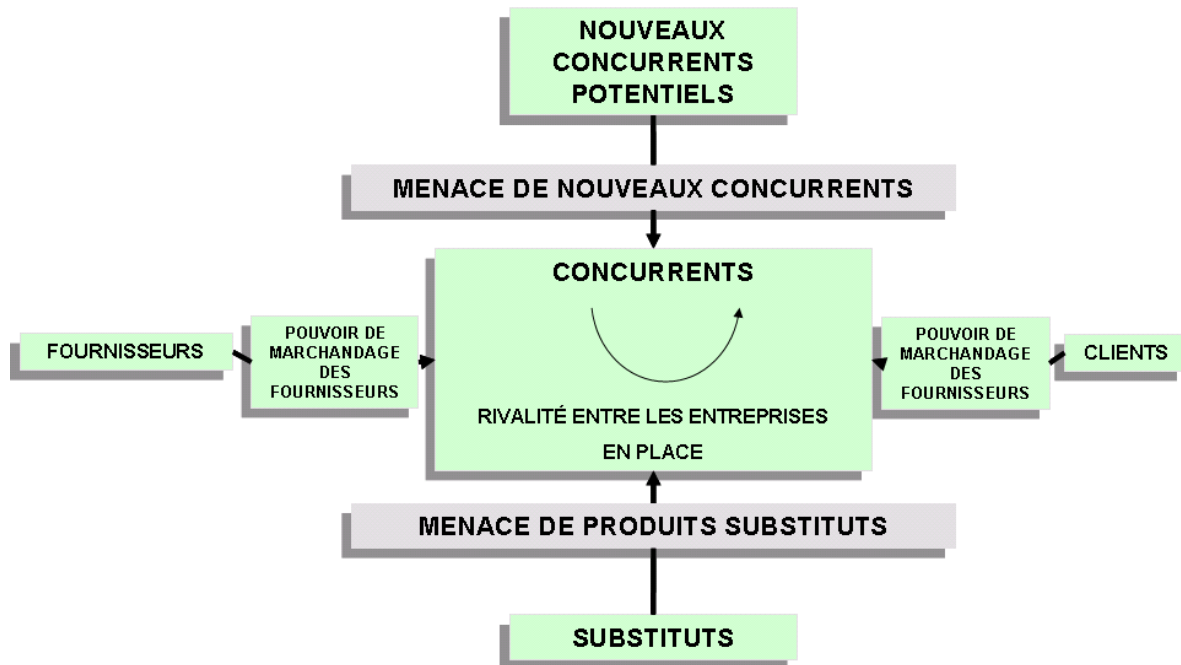 NOUVEAUX
CONCURRENTS
POTENTIELS
MENACE DE NOUVEAUX CONCURRENTS
CONCURRENTS
FOURNISSEURS
POUVOIR DE
MARCHANDAGE
DES
FOURNISSEURS
RIVALITÉ ENTRE LES ENTREPRISES
EN PLACE
POUVOIR DE
MARCHANDAGE
DES
FOURNISSEURS
CLIENTS
MENACE DE PRODUITS SUBSTITUTS
SUBSTITUTS